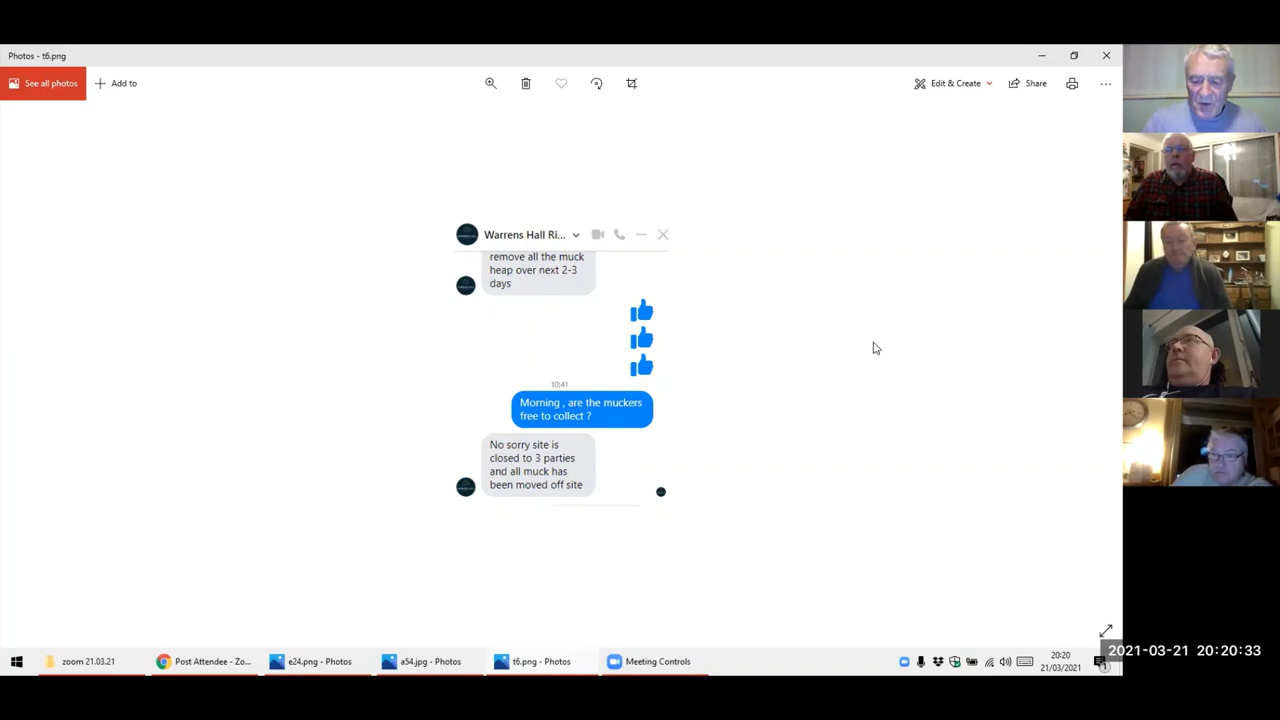 Photos - t6.png
See all photos
Add to
Edit & Create
Share
Warrens Hall Ri...
remove all the muck
heap over next 2-3
days
10:41
Morning , are the muckers
free to collect ?
No sorry site is
closed to 3 parties
and all muck has
been moved off site
zoom 21.03.21
Post Attendee - Zo...
e24.png - Photos
a54.jpg - Photos
t6.png - Photos
Meeting Controls
20:20
21/03/2021
1
2021-03-21 20:20:33